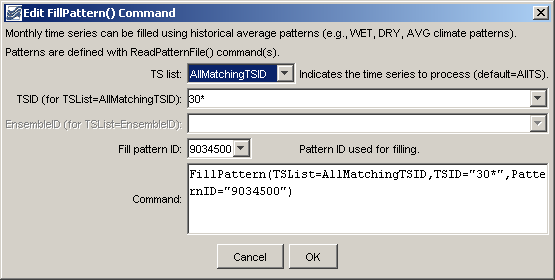 Edit FillPattern() Command
Monthly time series can be filled using historical average patterns (e.g., WET, DRY, AVG climate patterns).
Patterns are defined with ReadPatternFile() command(s).
TS list: AllMatchingTSID Indicates the time series to process (default=AllTS).
TSID (for TSList=AllMatchingTSID): 30*
EnsembleID (for TSList=EnsembleID):
Fill pattern ID: 9034500 Pattern ID used for filling.
Command: FillPattern(TSList=AllMatchingTSID,TSID="30*",Patte
rnID="9034500")
Cancel OK